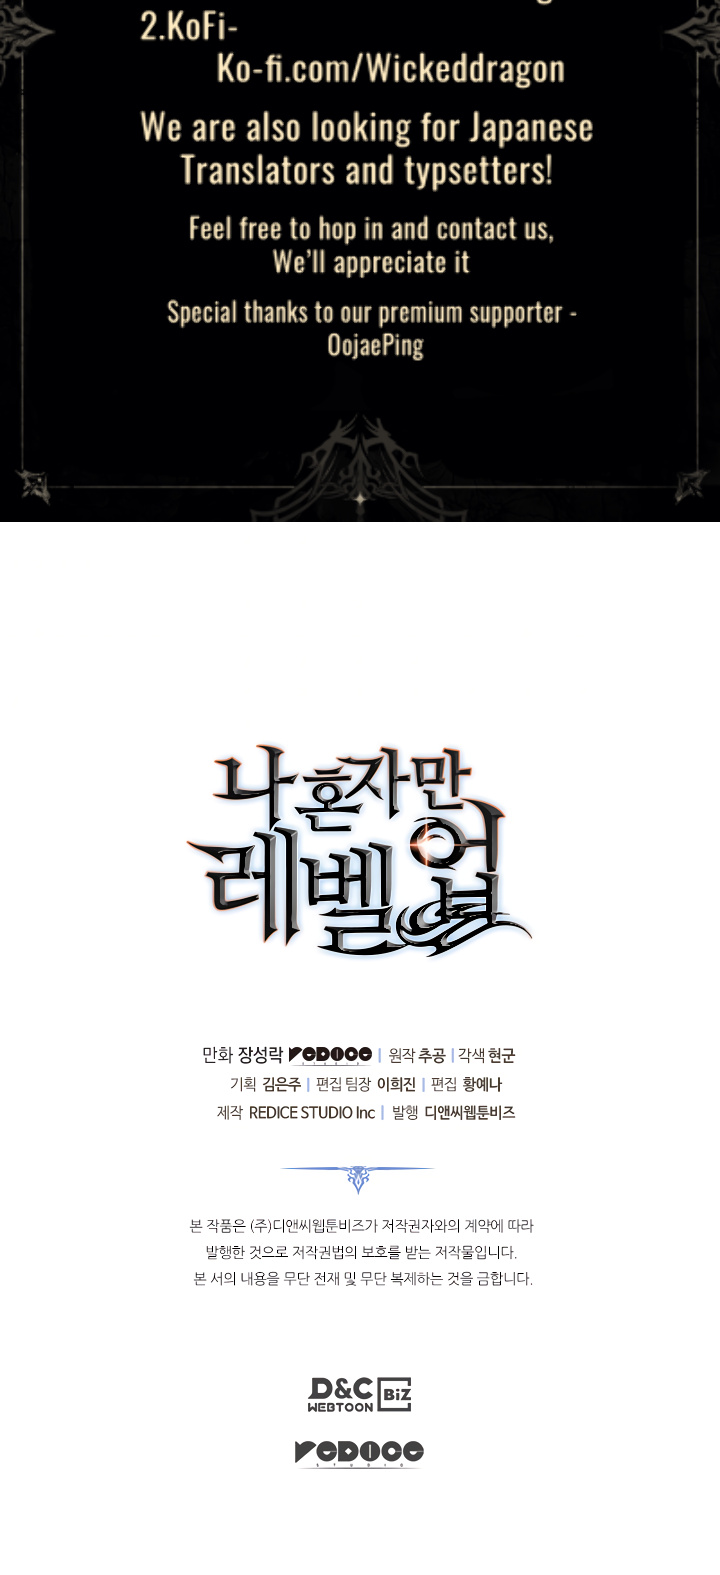 2.KoFi-
Ko-fi.com/Wickeddragon
We are also looking for Japanese
Translators and typsetters!
Feel free to hop in and contact us,
We'll appreciate it
Special thanks to our premium supporter -
OojaePing
나 혼자만
레벨업
만화 장성락 REDICE STUDIO | 원작 추공 | 각색 현군
기획 김은주 | 편집 팀장 이희진 | 편집 황예나
제작 REDICE STUDIO Inc | 발행 디앤씨웹툰비즈
본 작품은 (주)디앤씨웹툰비즈가 저작권자와의 계약에 따라
발행한 것으로 저작권법의 보호를 받는 저작물입니다.
본 서의 내용을 무단 전재 및 무단 복제하는 것을 금합니다.
D&C
WEBTOON BiZ
REDICE
STUDIO